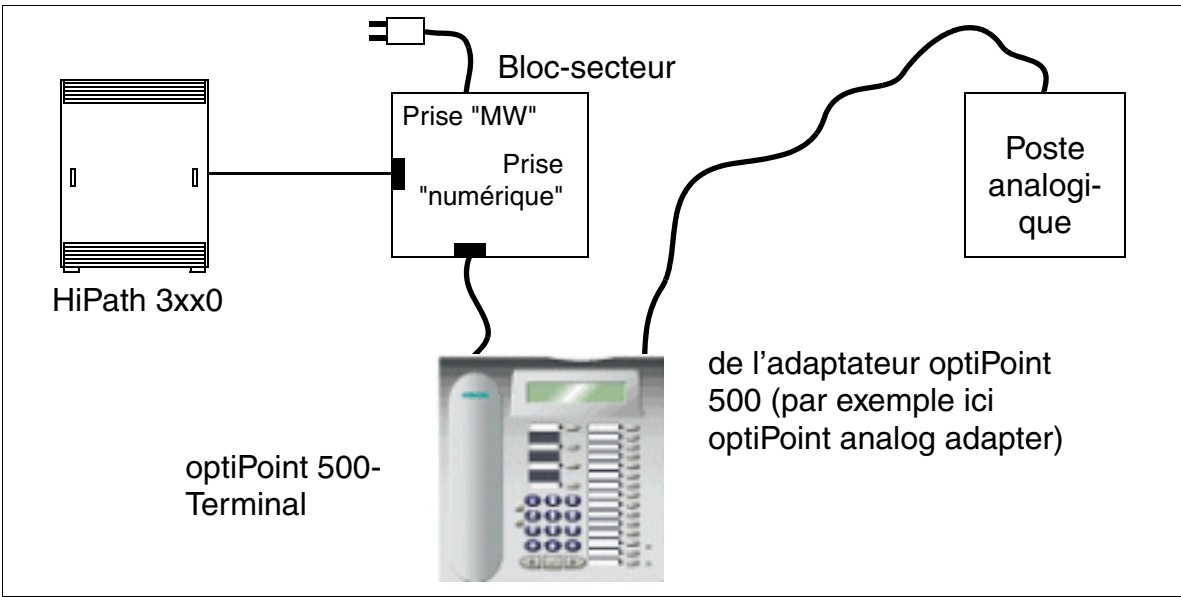 Bloc-secteur
Prise "MW"
Prise
"numérique"
Poste
analogi-
que
HiPath 3xx0
de l’adaptateur optiPoint
500 (par exemple ici
optiPoint analog adapter)
optiPoint 500-
Terminal